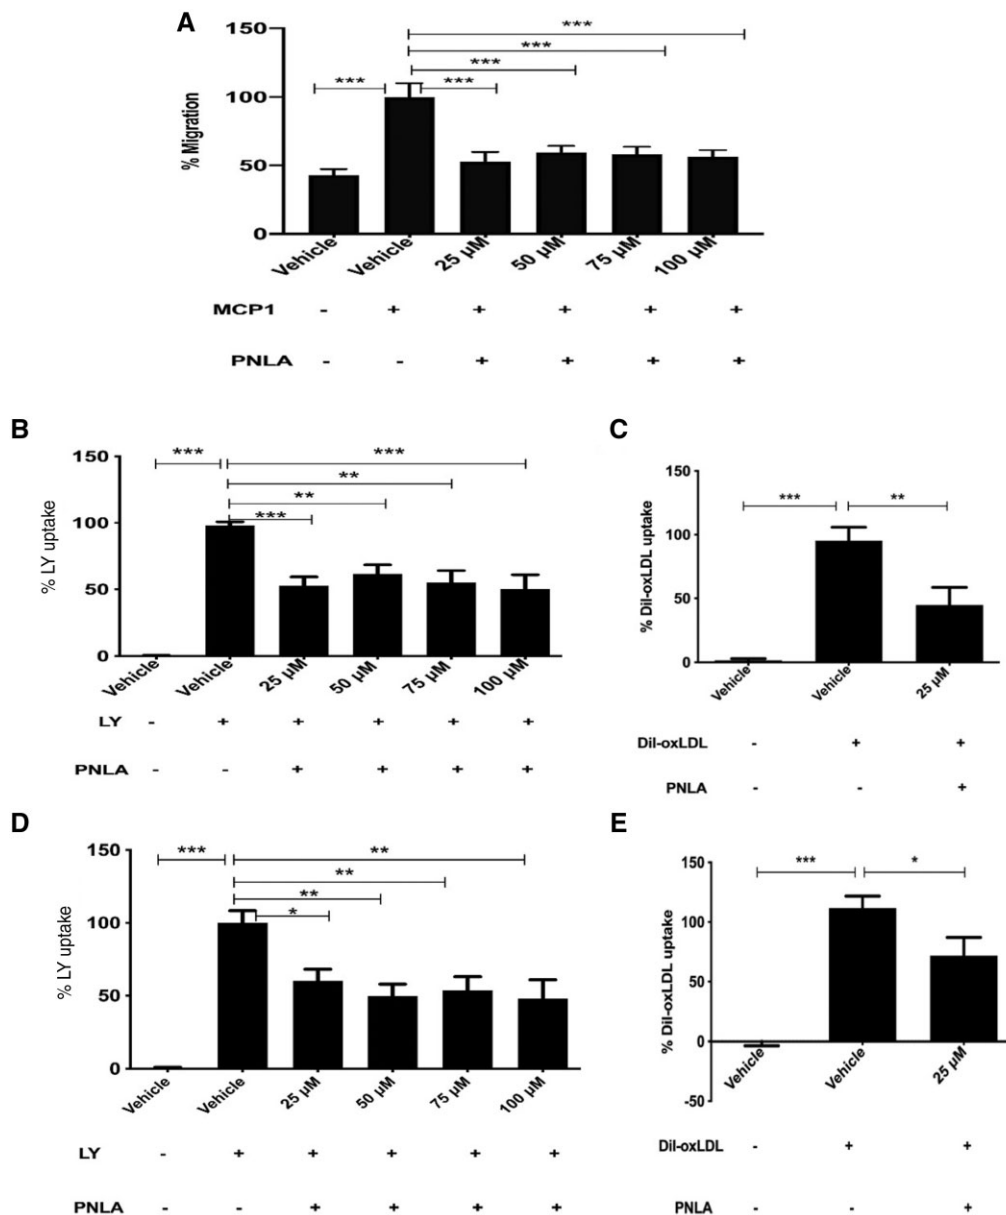 A
150
100
50
0
% Migration
***
***
***
***
***
Vehicle Vehicle 25 µM 50 µM 75 µM 100 µM
MCP1 - + + + + +
PNLA - - + + + +
B
150
100
50
0
% LY uptake
*** ***
**
**
***
Vehicle Vehicle 25 µM 50 µM 75 µM 100 µM
LY - + + + + +
PNLA - - + + + +
C
150
100
50
0
% Dil-oxLDL uptake
*** **
Vehicle Vehicle 25 µM
Dil-oxLDL - + +
PNLA - - +
D
150
100
50
0
% LY uptake
*** **
**
**
*
Vehicle Vehicle 25 µM 50 µM 75 µM 100 µM
LY - + + + + +
PNLA - - + + + +
E
150
100
50
0
-50
% Dil-oxLDL uptake
*** *
Vehicle Vehicle 25 µM
Dil-oxLDL - + +
PNLA - - +